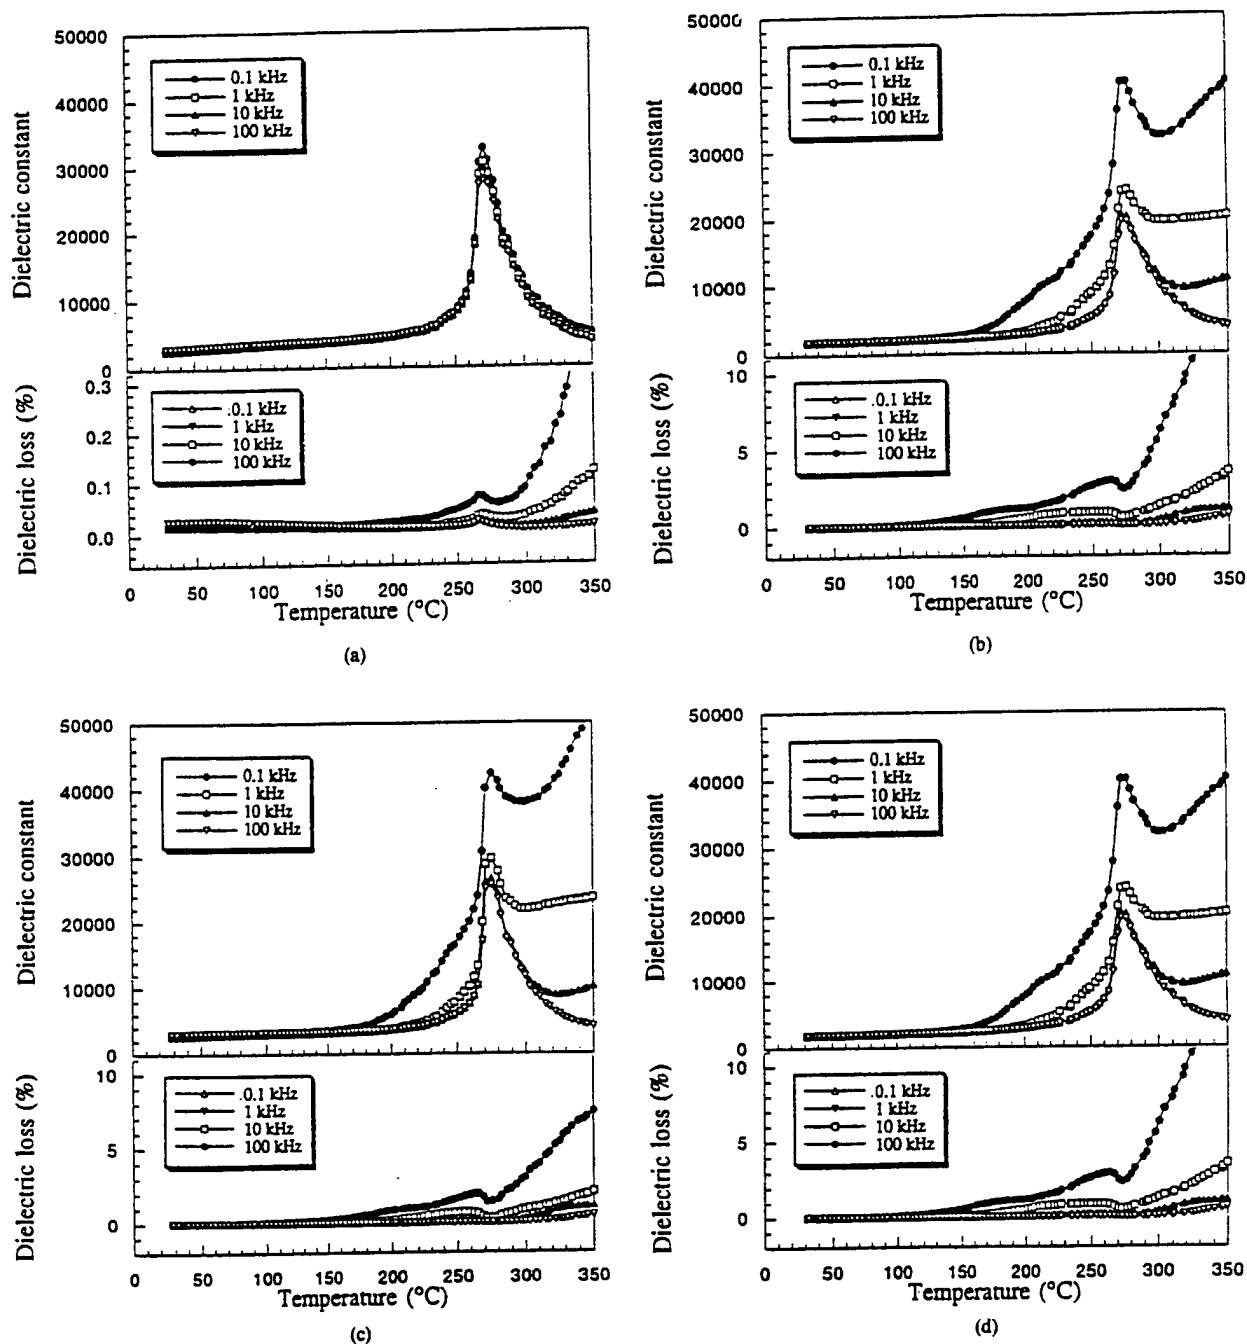 50000
40000
30000
20000
10000
0
Dielectric constant
0.1 kHz
1 kHz
10 kHz
100 kHz
0.3
0.2
0.1
0.0
Dielectric loss (%)
.0.1 kHz
1 kHz
10 kHz
100 kHz
0 50 100 150 200 250 300 350
Temperature (°C)
(a)
50000
40000
30000
20000
10000
0
Dielectric constant
0.1 kHz
1 kHz
10 kHz
100 kHz
10
5
0
Dielectric loss (%)
.0.1 kHz
1 kHz
10 kHz
100 kHz
0 50 100 150 200 250 300 350
Temperature (°C)
(b)
50000
40000
30000
20000
10000
0
Dielectric constant
0.1 kHz
1 kHz
10 kHz
100 kHz
10
5
0
Dielectric loss (%)
.0.1 kHz
1 kHz
10 kHz
100 kHz
0 50 100 150 200 250 300 350
Temperature (°C)
(c)
50000
40000
30000
20000
10000
0
Dielectric constant
0.1 kHz
1 kHz
10 kHz
100 kHz
10
5
0
Dielectric loss (%)
.0.1 kHz
1 kHz
10 kHz
100 kHz
0 50 100 150 200 250 300 350
Temperature (°C)
(d)